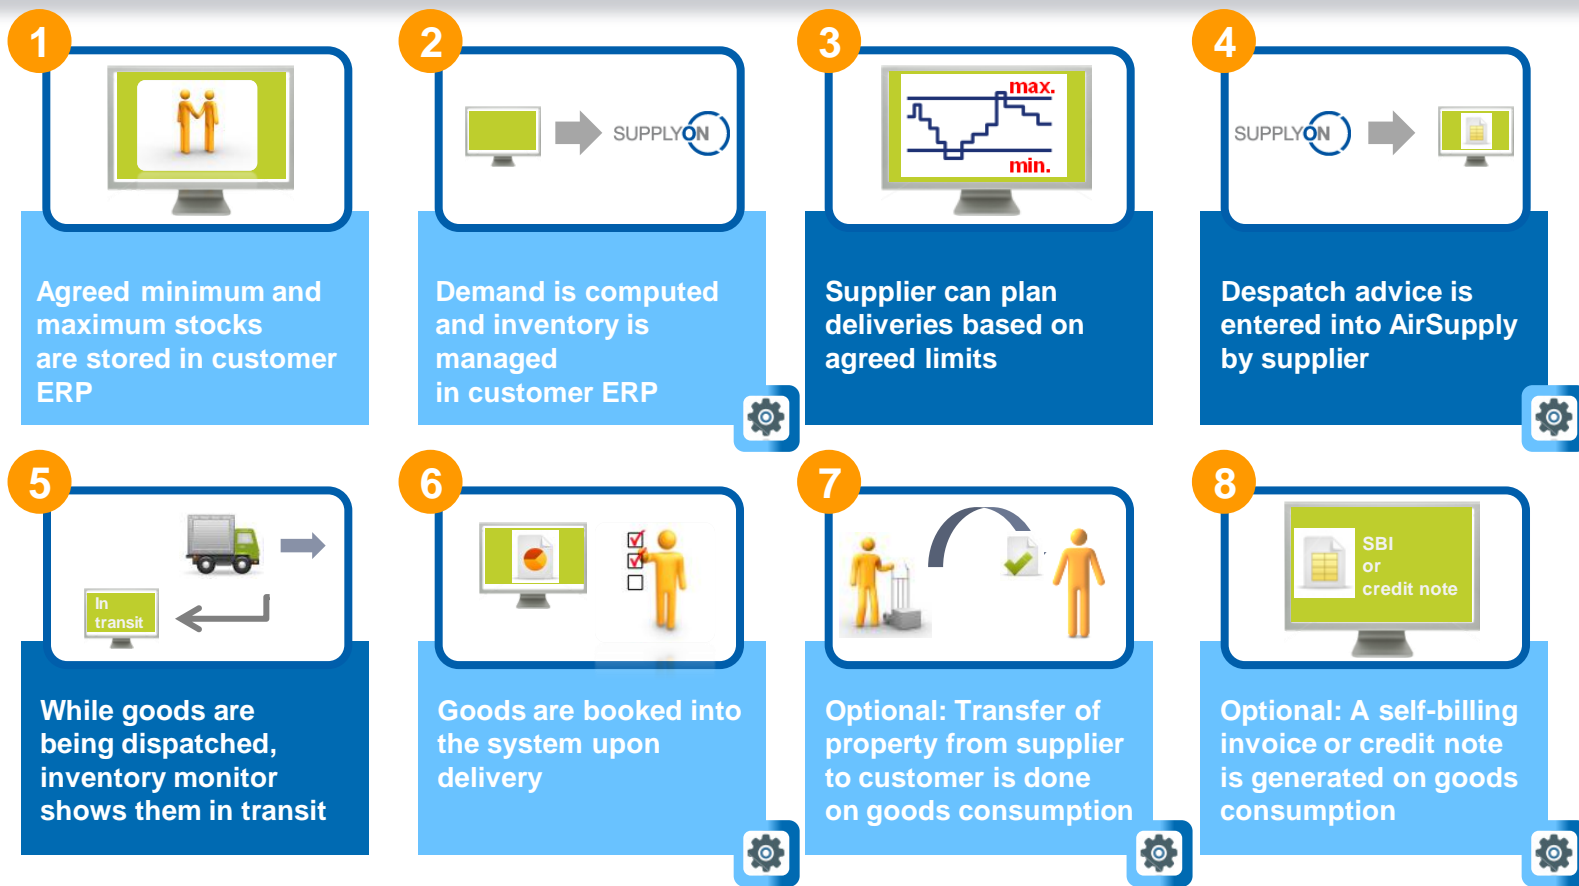 1
2
3
4
SUPPLYON
max.
min.
SUPPLYON
Agreed minimum and
maximum stocks
are stored in customer
ERP
Demand is computed
and inventory is
managed
in customer ERP
Supplier can plan
deliveries based on
agreed limits
Despatch advice is
entered into AirSupply
by supplier
5
6
7
8
In
transit
SBI
or
credit note
While goods are
being dispatched,
inventory monitor
shows them in transit
Goods are booked into
the system upon
delivery
Optional: Transfer of
property from supplier
to customer is done
on goods consumption
Optional: A self-billing
invoice or credit note
is generated on goods
consumption